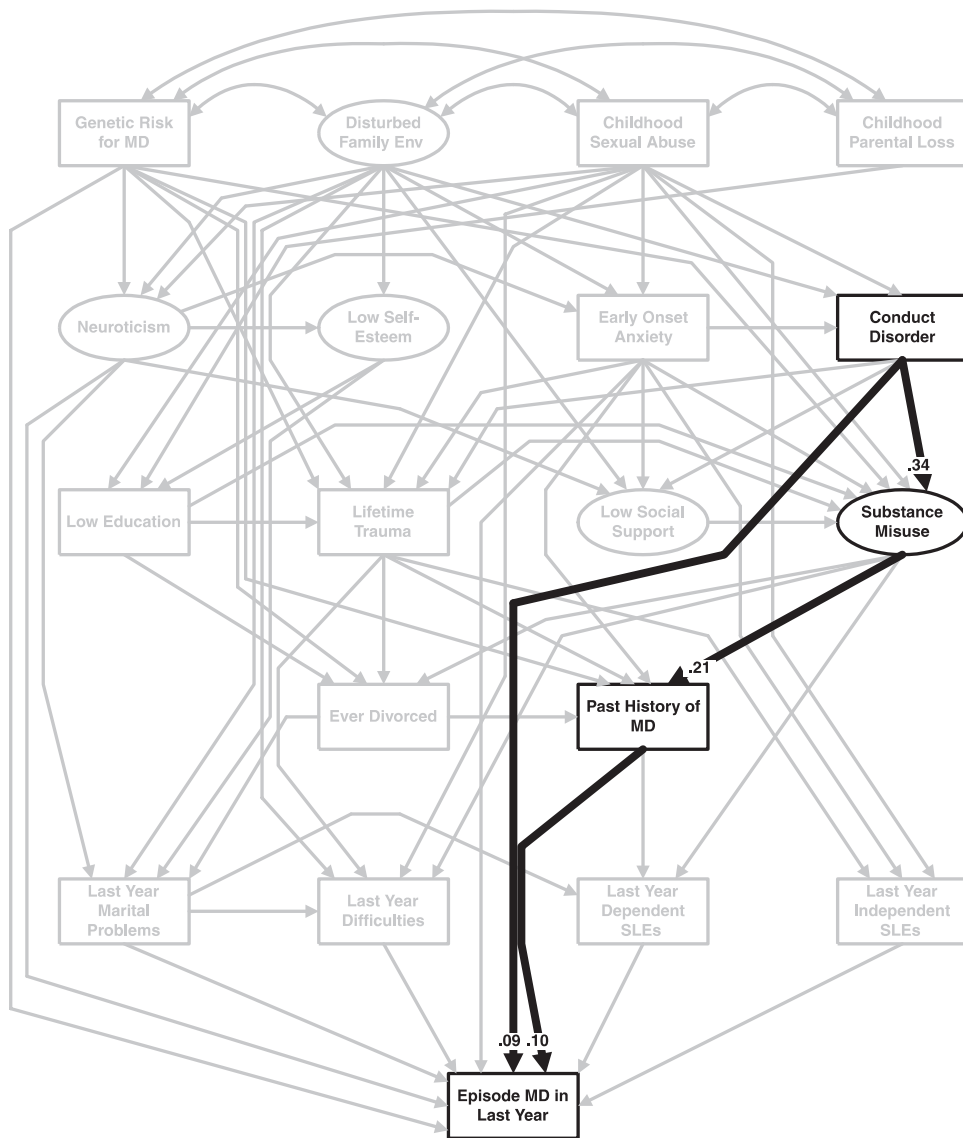 Genetic Risk
for MD
Disturbed
Family Env
Childhood
Sexual Abuse
Childhood
Parental Loss
Neuroticism
Low Self-
Esteem
Early Onset
Anxiety
Conduct
Disorder
.34
Low Education
Lifetime
Trauma
Low Social
Support
Substance
Misuse
.21
Ever Divorced
Past History of
MD
Last Year
Marital
Problems
Last Year
Difficulties
Last Year
Dependent
SLEs
Last Year
Independent
SLEs
.09 .10
Episode MD in
Last Year